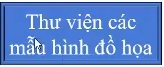 Thư viện các
mẫu hình đồ họa